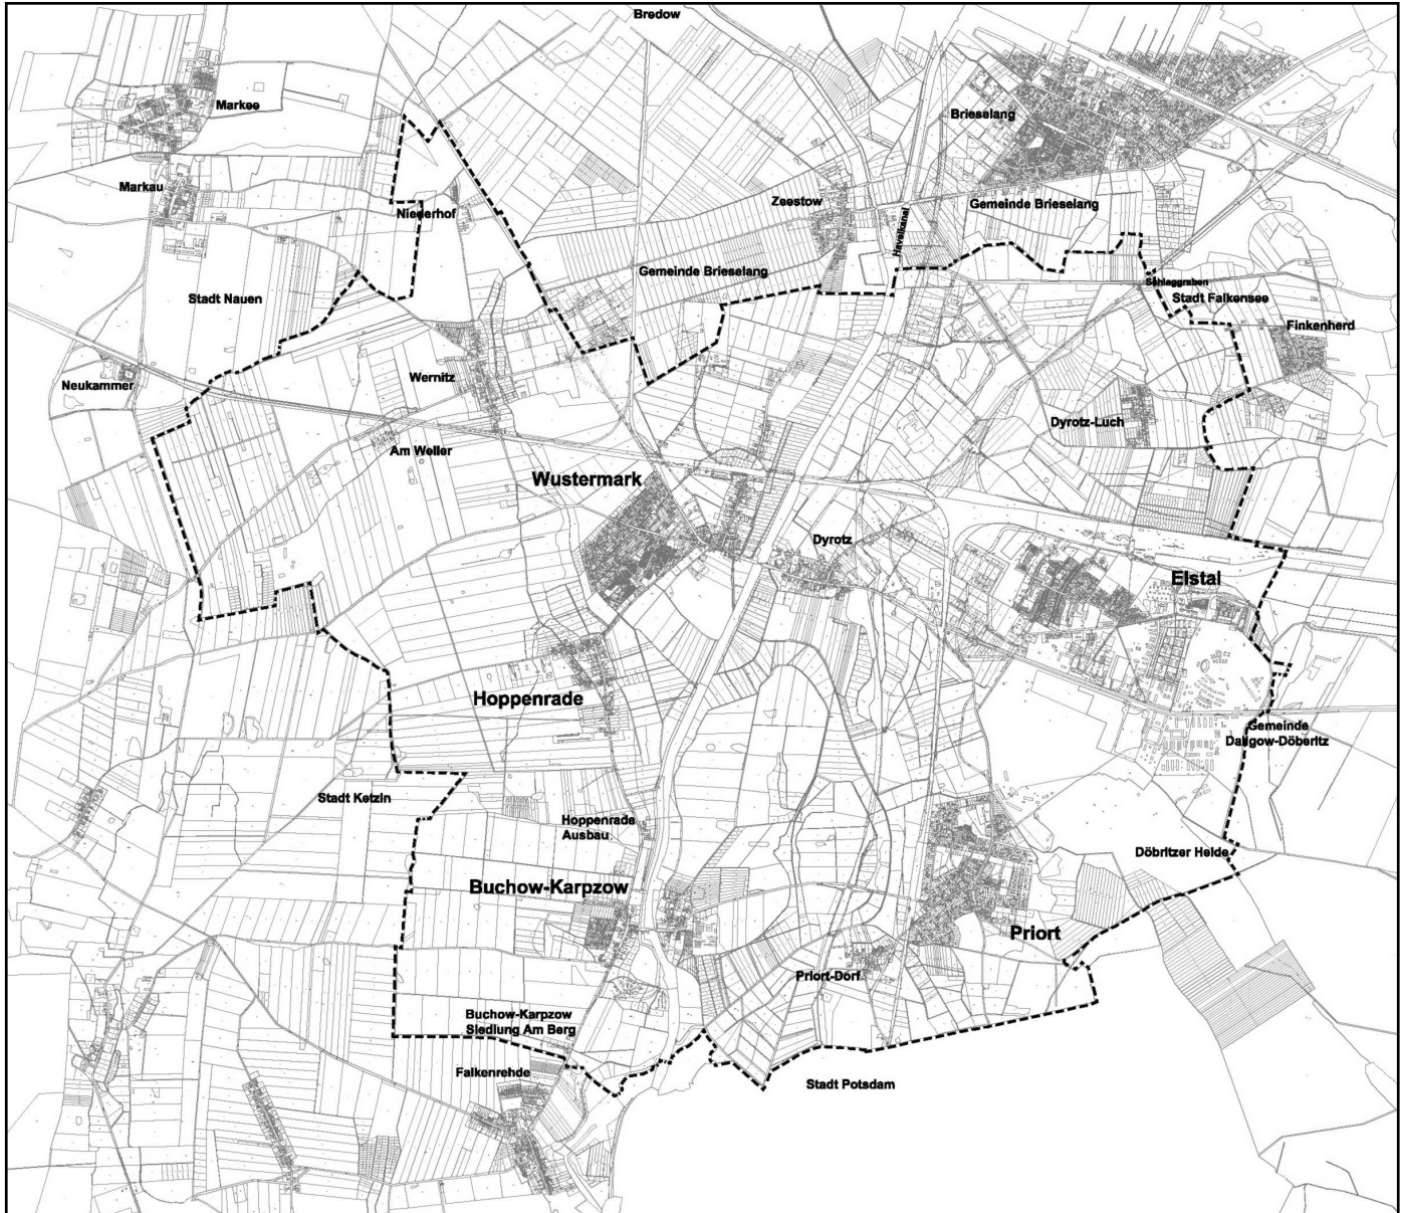 Bredow
Markee
Brieselang
Markau
Niederhof
Zeestow
Gemeinde Brieselang
Havelkanal
Gemeinde Brieselang
Schlaggraben
Stadt Nauen
Stadt Falkensee
Finkenherd
Neukammer
Wernitz
Dyrotz-Luch
Am Weiler
Wustermark
Dyrotz
Elstal
Hoppenrade
Gemeinde
Dallgow-Döberitz
Stadt Ketzin
Hoppenrade
Ausbau
Döbritzer Heide
Buchow-Karpzow
Priort
Priort-Dorf
Buchow-Karpzow
Siedlung Am Berg
Falkenrehde
Stadt Potsdam